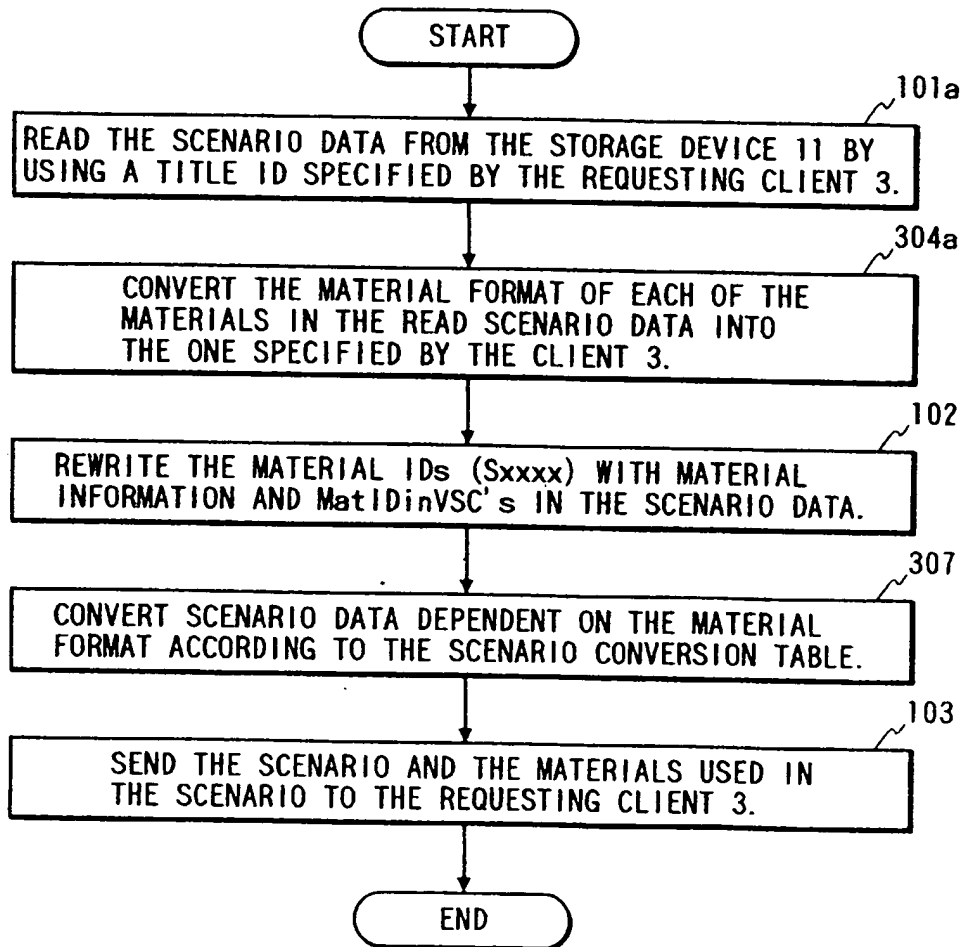 START
101a
READ THE SCENARIO DATA FROM THE STORAGE DEVICE 11 BY
USING A TITLE ID SPECIFIED BY THE REQUESTING CLIENT 3.
304a
CONVERT THE MATERIAL FORMAT OF EACH OF THE
MATERIALS IN THE READ SCENARIO DATA INTO
THE ONE SPECIFIED BY THE CLIENT 3.
102
REWRITE THE MATERIAL IDs (Sxxxx) WITH MATERIAL
INFORMATION AND MatIDinVSC's IN THE SCENARIO DATA.
307
CONVERT SCENARIO DATA DEPENDENT ON THE MATERIAL
FORMAT ACCORDING TO THE SCENARIO CONVERSION TABLE.
103
SEND THE SCENARIO AND THE MATERIALS USED IN
THE SCENARIO TO THE REQUESTING CLIENT 3.
END